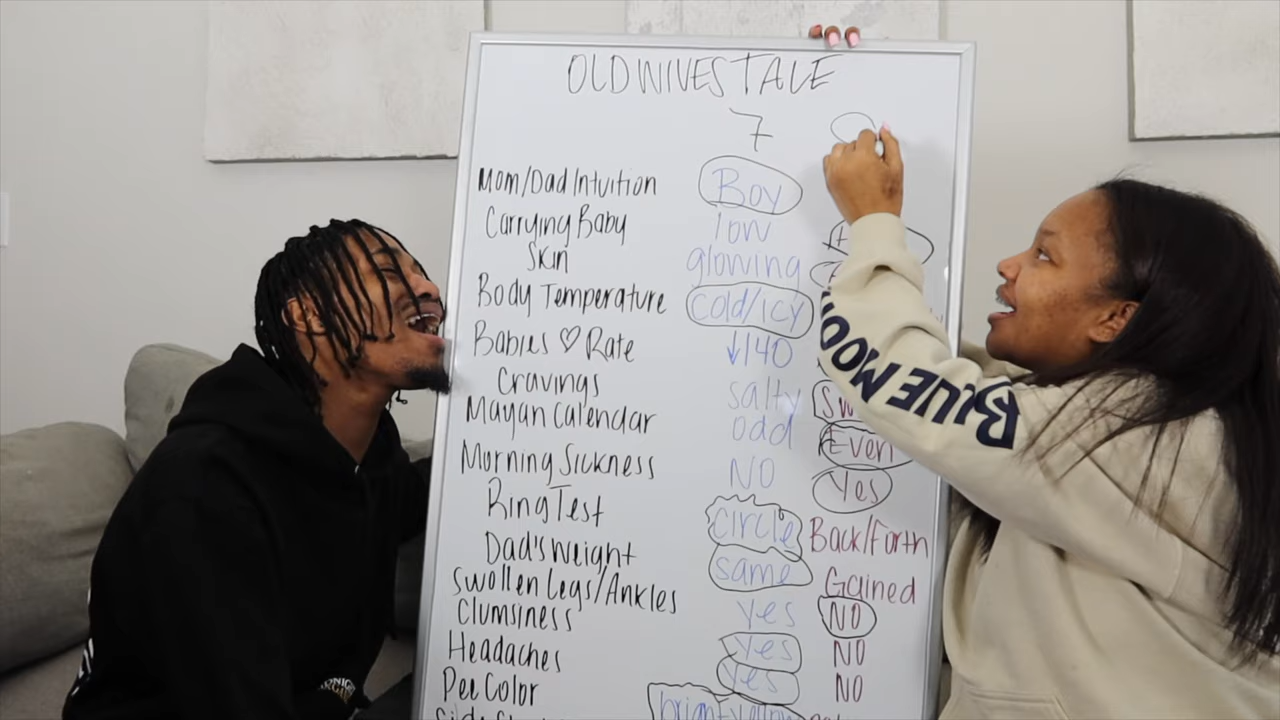 OLD WIVES TALE
7
Mom/Dad Intuition Boy
Carrying Baby low
Skin glowing
Body Temperature Cold/Icy
Babies ♡ Rate ↓140
Cravings salty
Mayan Calendar odd Even
Morning Sickness NO Yes
Ring Test circle Back/Forth
Dad's Weight same Gained
Swollen Legs/Ankles yes NO
Clumsiness yes NO
Headaches yes NO
Pee Color bright yellow
BLUE MOON